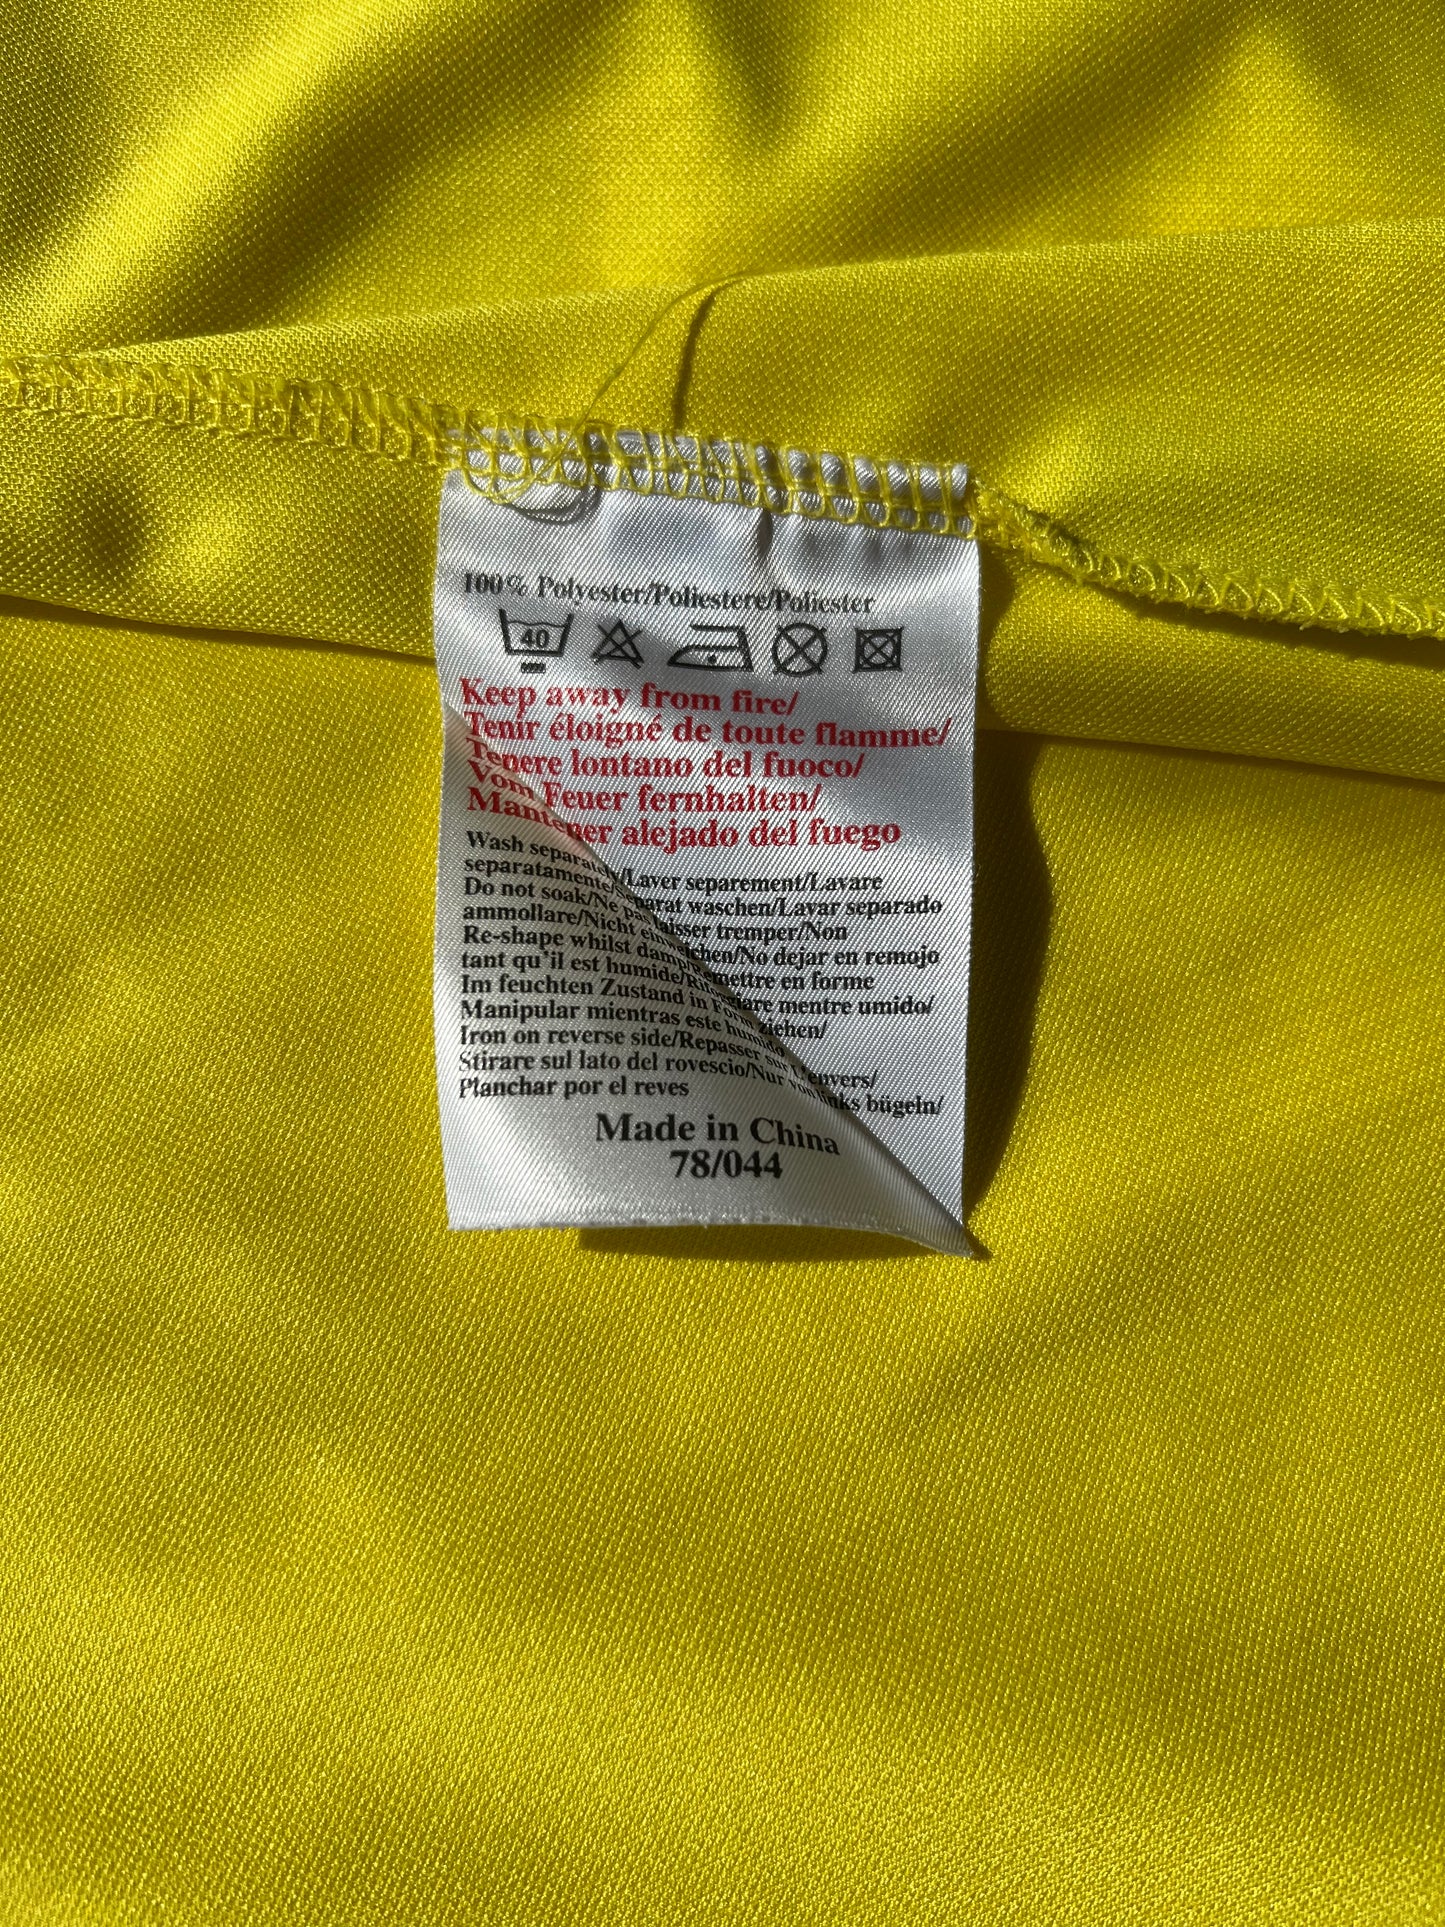 100% Polyester/Poliestere/Poliester
40
Keep away from fire/
Tenir éloigné de toute flamme/
Tenere lontano del fuoco/
Vom Feuer fernhalten/
Mantener alejado del fuego
Wash separately/Laver separement/Lavare
separatamente/Separat waschen/Lavar separado
Do not soak/Ne pas laisser tremper/Non
ammollare/Nicht einweichen/No dejar en remojo
Re-shape whilst damp/Remettre en forme
tant qu'il est humide/Rifoggiare mentre umido/
Im feuchten Zustand in Form ziehen/
Manipular mientras este humido
Iron on reverse side/Repasser sur L'envers/
Stirare sul lato del rovescio/Nur von links bügeln/
Planchar por el reves
Made in China
78/044